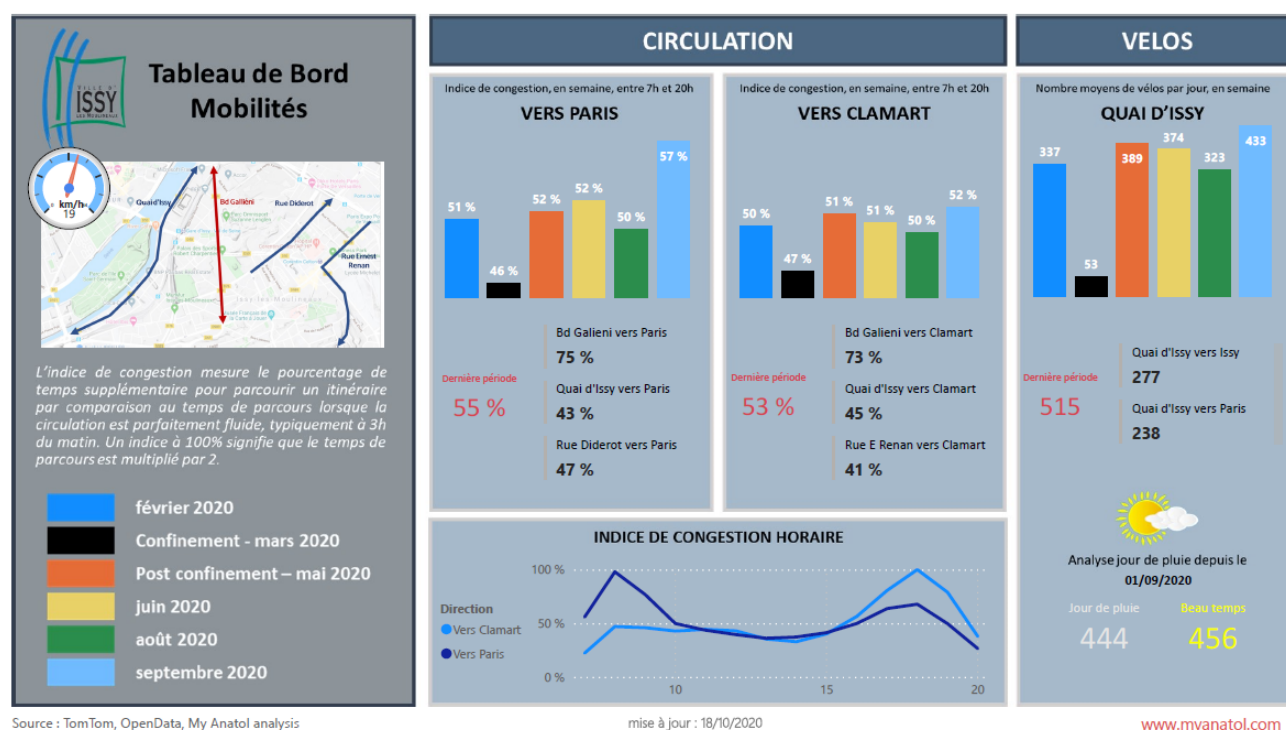 VILLE D'
ISSY
LES MOULINEAUX
Tableau de Bord
Mobilités
km/h
19
Quaid'Issy
Bd Galliéni
Rue Diderot
Rue Ernest
Renan
L'indice de congestion mesure le pourcentage de
temps supplémentaire pour parcourir un itinéraire
par comparaison au temps de parcours lorsque la
circulation est parfaitement fluide, typiquement à 3h
du matin. Un indice à 100% signifie que le temps de
parcours est multiplié par 2.
février 2020
Confinement - mars 2020
Post confinement – mai 2020
juin 2020
août 2020
septembre 2020
CIRCULATION
Indice de congestion, en semaine, entre 7h et 20h
VERS PARIS
51 %
46 %
52 %
52 %
50 %
57 %
Dernière période
55 %
Bd Galieni vers Paris
75 %
Quai d'Issy vers Paris
43 %
Rue Diderot vers Paris
47 %
Indice de congestion, en semaine, entre 7h et 20h
VERS CLAMART
50 %
47 %
51 %
51 %
50 %
52 %
Dernière période
53 %
Bd Galieni vers Clamart
73 %
Quai d'Issy vers Clamart
45 %
Rue E Renan vers Clamart
41 %
INDICE DE CONGESTION HORAIRE
Direction
Vers Clamart
Vers Paris
100 %
50 %
0 %
10
15
20
VELOS
Nombre moyens de vélos par jour, en semaine
QUAI D'ISSY
337
53
389
374
323
433
Dernière période
515
Quai d'Issy vers Issy
277
Quai d'Issy vers Paris
238
Analyse jour de pluie depuis le
01/09/2020
Jour de pluie
444
Beau temps
456
Source : TomTom, OpenData, My Anatol analysis
mise à jour : 18/10/2020
www.myanatol.com